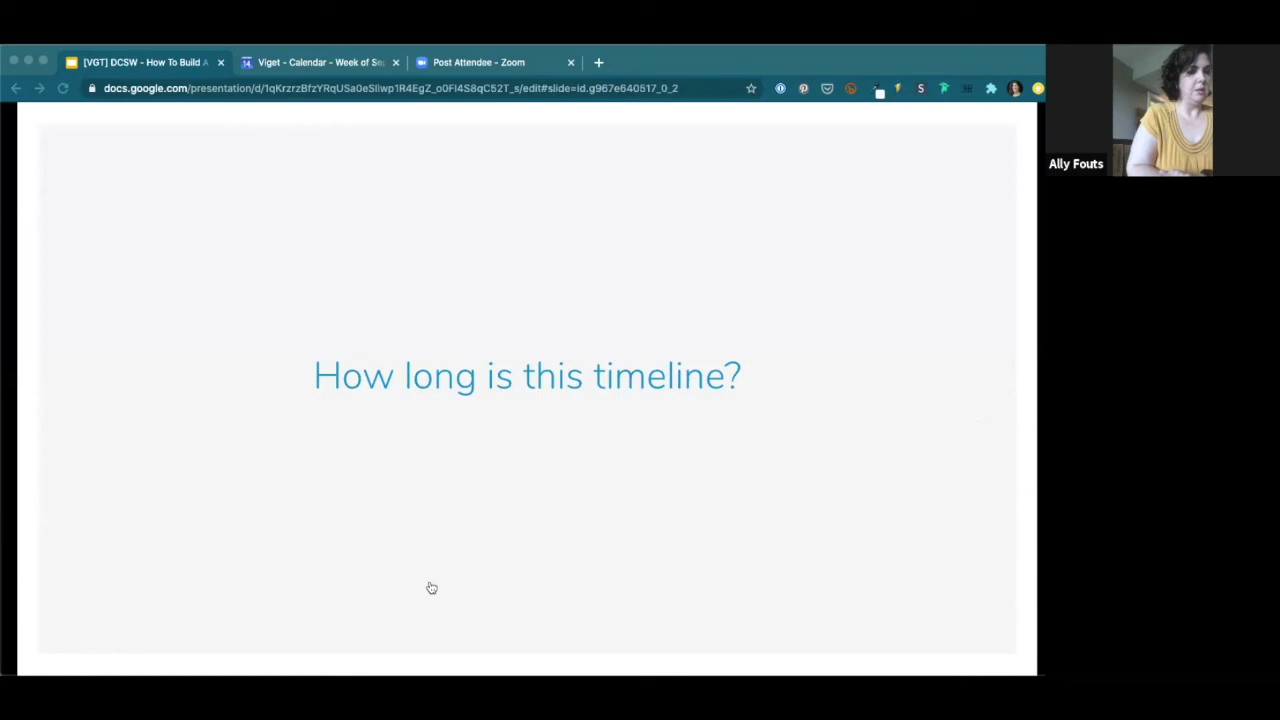 [VGT] DCSW - How To Build A
Viget - Calendar - Week of Se
Post Attendee - Zoom
docs.google.com/presentation/d/1qKrzrzBfzYRqUSa0eSliwp1R4EgZ_o0Fl4S8qC52T_s/edit#slide=id.g967e640517_0_2
Ally Fouts
How long is this timeline?